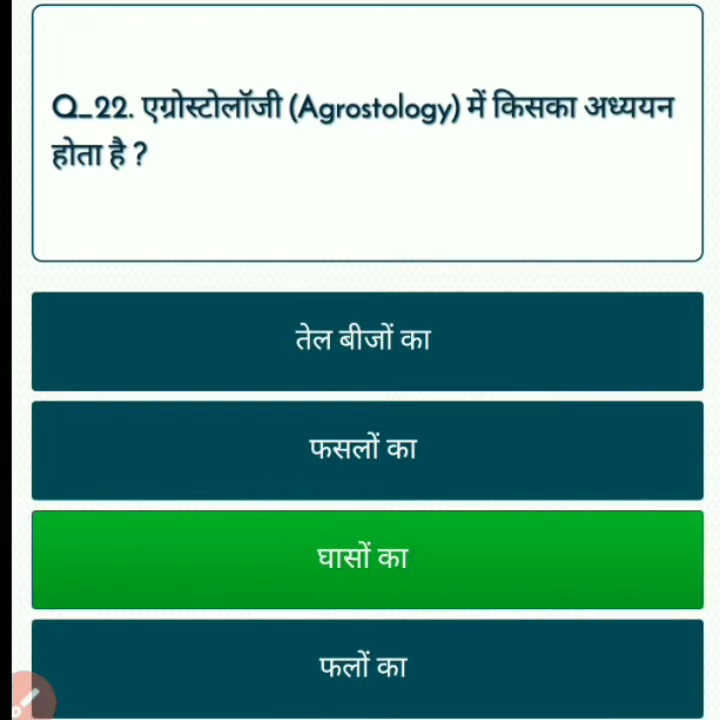 Q_22. एग्रोस्टोलॉजी (Agrostology) में किसका अध्ययन
होता है ?
तेल बीजों का
फसलों का
घासों का
फलों का